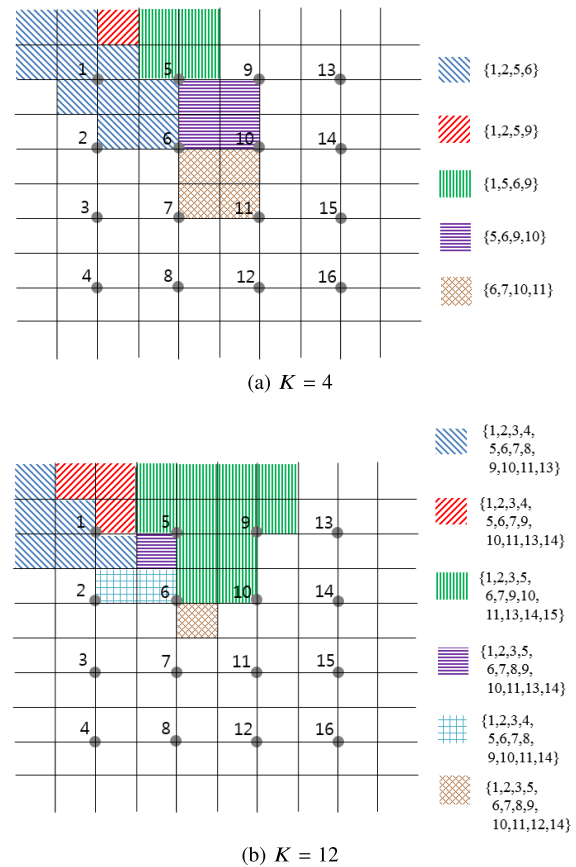 1 5 9 13
2 6 10 14
3 7 11 15
4 8 12 16
{1,2,5,6}
{1,2,5,9}
{1,5,6,9}
{5,6,9,10}
{6,7,10,11}
(a) K = 4
1 5 9 13
2 6 10 14
3 7 11 15
4 8 12 16
{1,2,3,4,
5,6,7,8,
9,10,11,13}
{1,2,3,4,
5,6,7,9,
10,11,13,14}
{1,2,3,5,
6,7,9,10,
11,13,14,15}
{1,2,3,5,
6,7,8,9,
10,11,13,14}
{1,2,3,4,
5,6,7,8,
9,10,11,14}
{1,2,3,5,
6,7,8,9,
10,11,12,14}
(b) K = 12